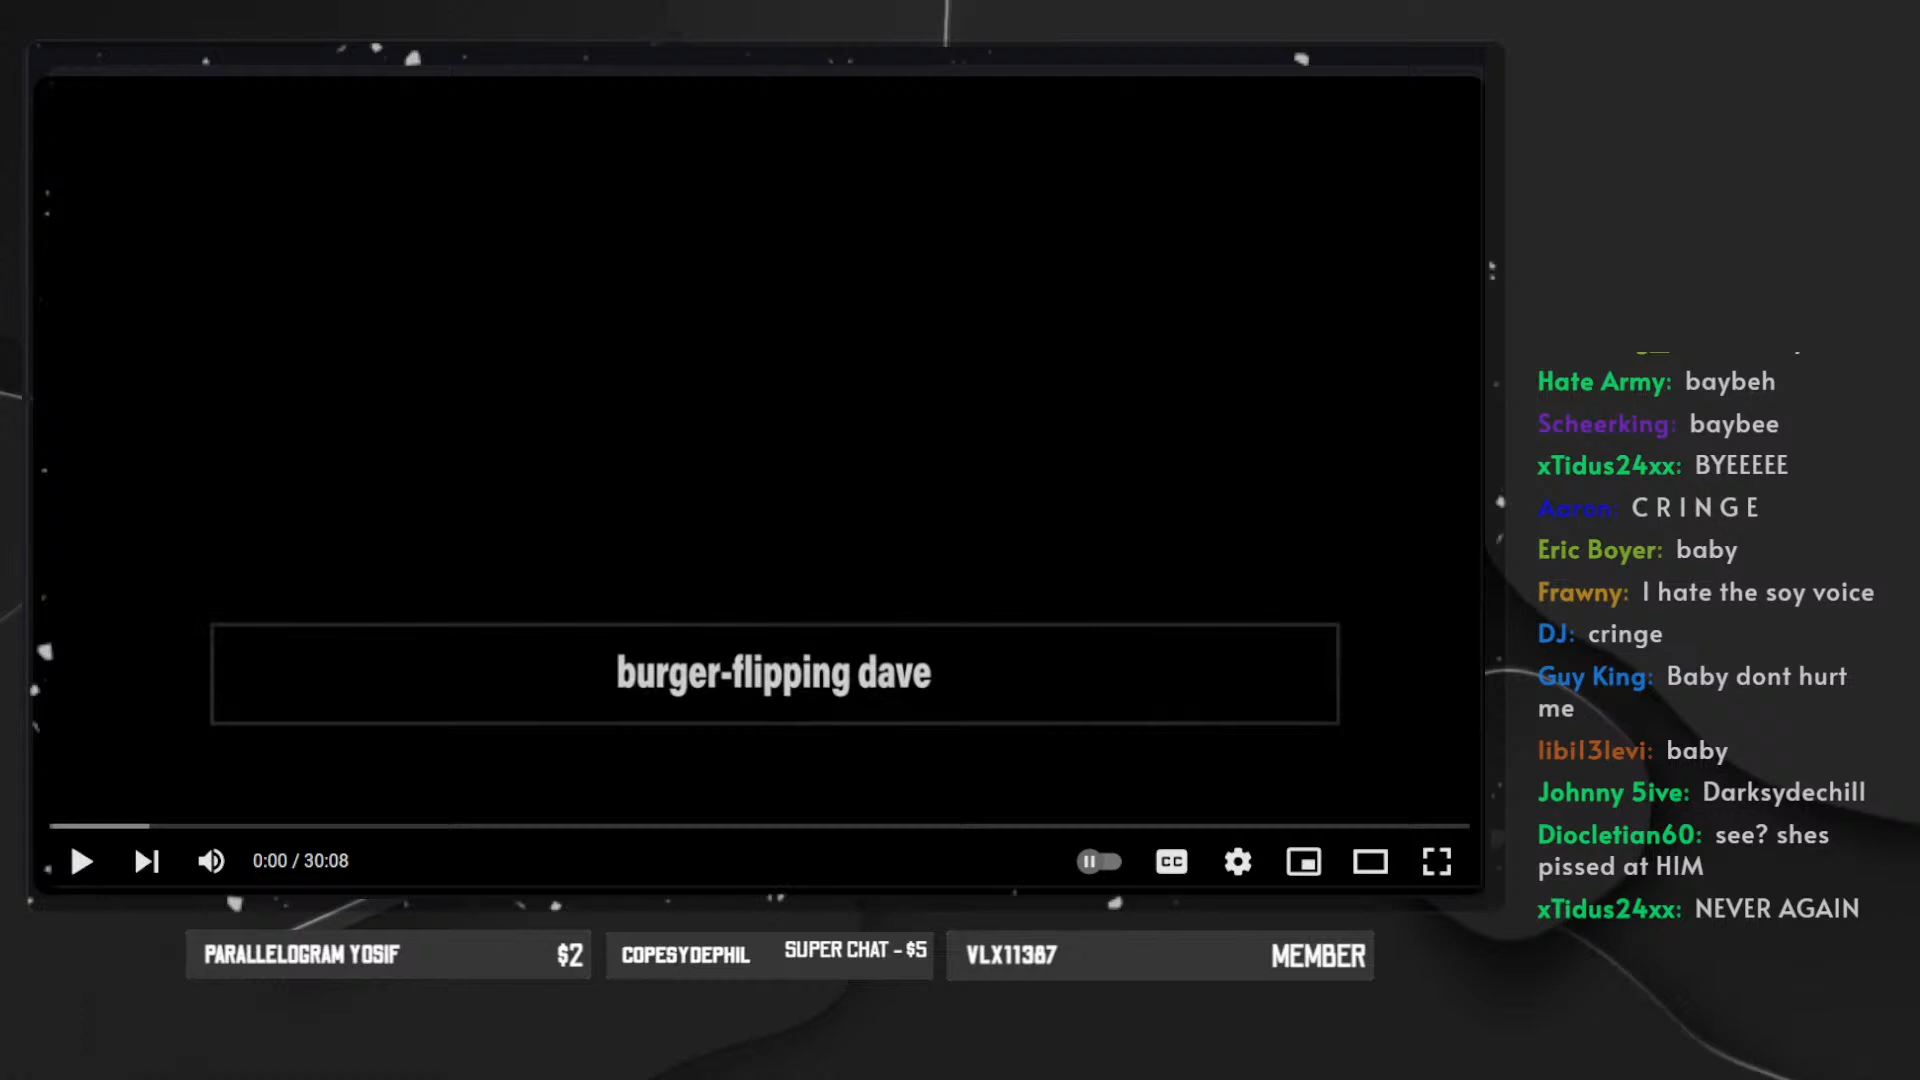 burger-flipping dave
0:00 / 30:08
CC
Hate Army: baybeh
Scheerking: baybee
xTidus24xx: BYEEEEE
Aaron: C R I N G E
Eric Boyer: baby
Frawny: I hate the soy voice
DJ: cringe
Guy King: Baby dont hurt
me
libil3levi: baby
Johnny 5ive: Darksydechill
Diocletian60: see? shes
pissed at HIM
xTidus24xx: NEVER AGAIN
PARALLELOGRAM YOSIF $2
COPESYDEPHIL SUPER CHAT - $5
VLX11387 MEMBER